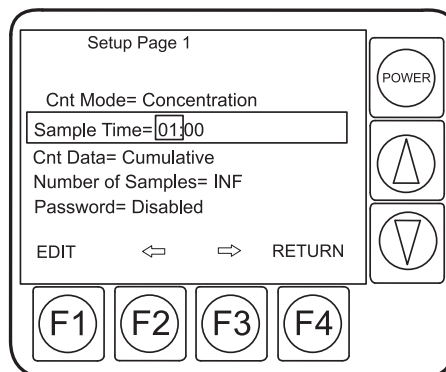 Setup Page 1
POWER
Cnt Mode= Concentration
Sample Time= 01:00
Cnt Data= Cumulative
Number of Samples= INF
Password= Disabled
EDIT ⇦ ⇨ RETURN
F1 F2 F3 F4